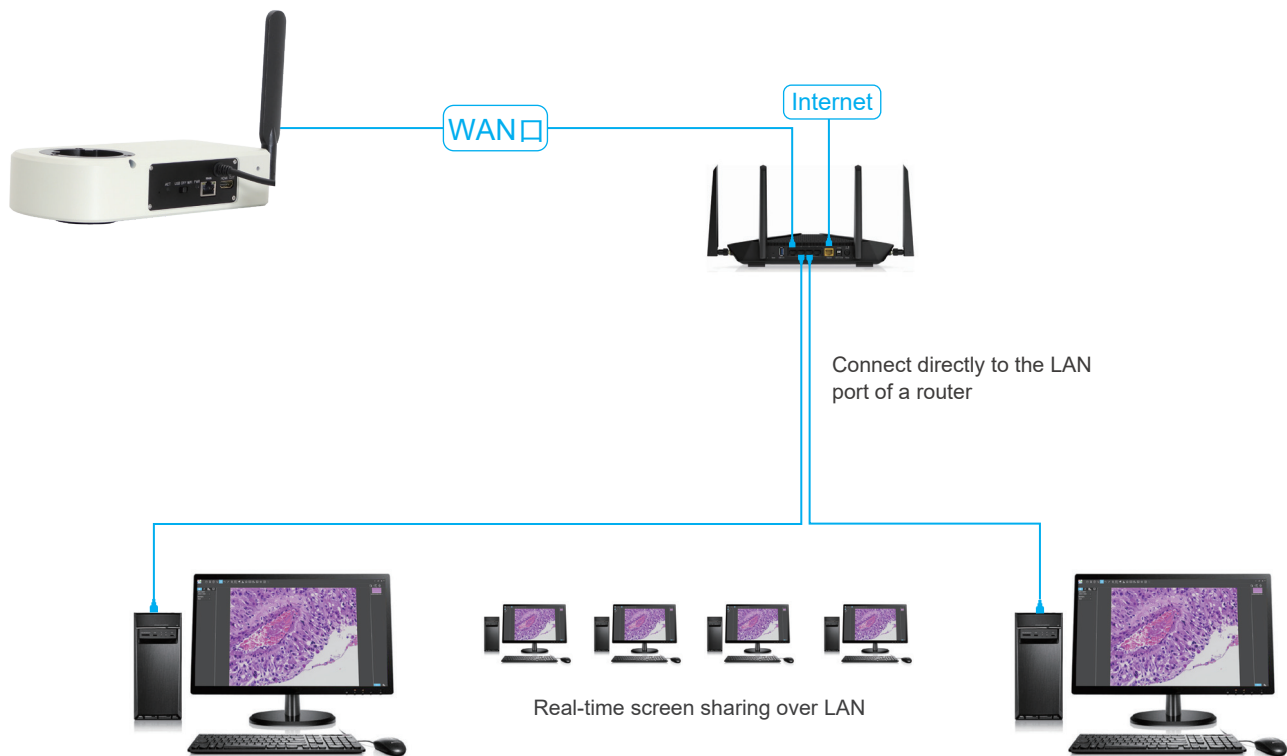 Internet
WAN口
Connect directly to the LAN
port of a router
Real-time screen sharing over LAN